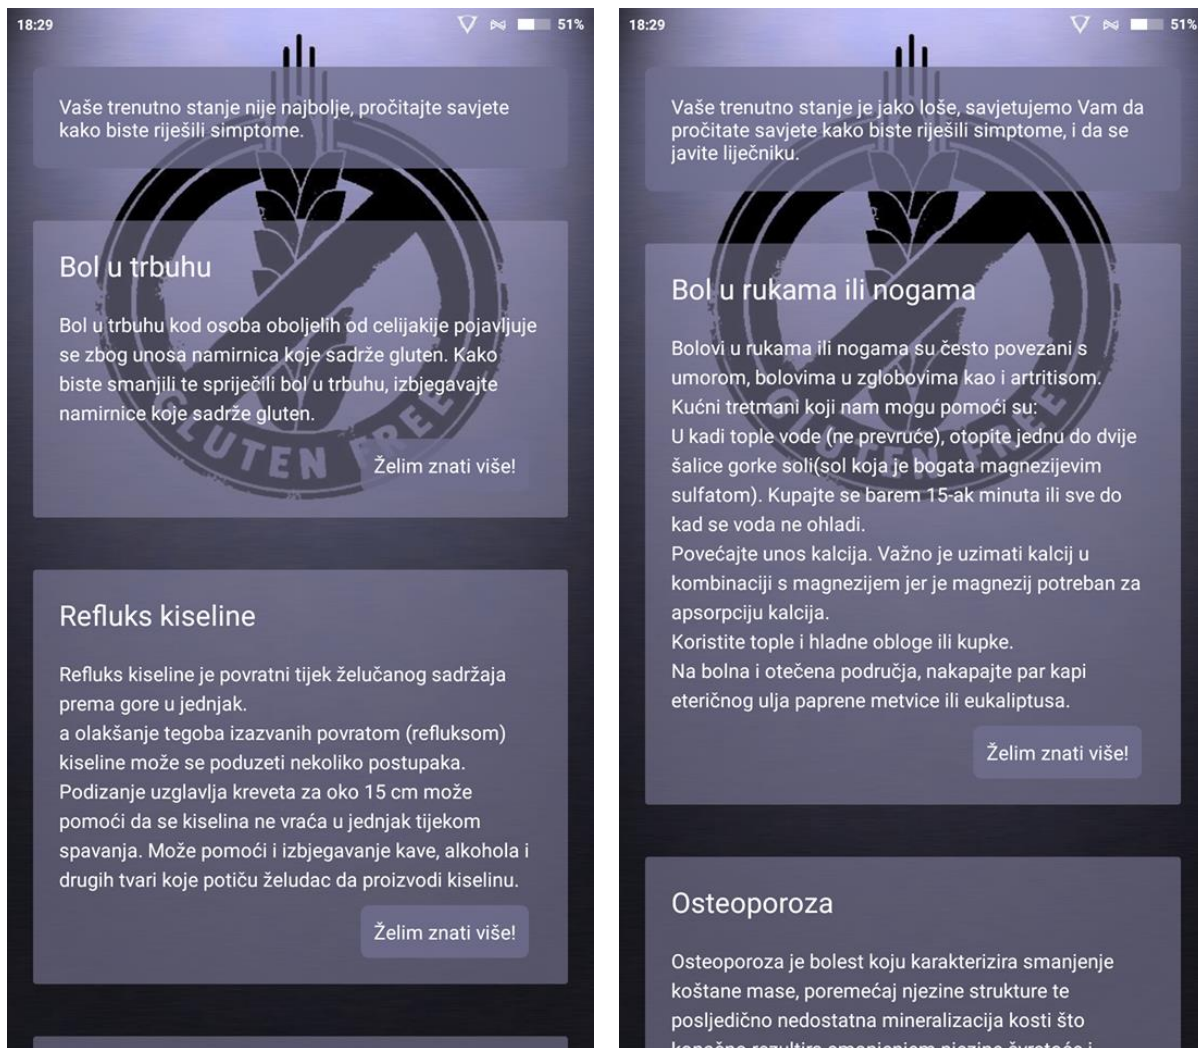 18:29
51%
Vaše trenutno stanje nije najbolje, pročitajte savjete
kako biste riješili simptome.
Bol u trbuhu
Bol u trbuhu kod osoba oboljelih od celijakije pojavljuje
se zbog unosa namirnica koje sadrže gluten. Kako
biste smanjili te spriječili bol u trbuhu, izbjegavajte
namirnice koje sadrže gluten.
GLUTEN FREE
Želim znati više!
Refluks kiseline
Refluks kiseline je povratni tijek želučanog sadržaja
prema gore u jednjak.
a olakšanje tegoba izazvanih povratom (refluksom)
kiseline može se poduzeti nekoliko postupaka.
Podizanje uzglavlja kreveta za oko 15 cm može
pomoći da se kiselina ne vraća u jednjak tijekom
spavanja. Može pomoći i izbjegavanje kave, alkohola i
drugih tvari koje potiču želudac da proizvodi kiselinu.
Želim znati više!
18:29
51%
Vaše trenutno stanje je jako loše, savjetujemo Vam da
pročitate savjete kako biste riješili simptome, i da se
javite liječniku.
Bol u rukama ili nogama
Bolovi u rukama ili nogama su često povezani s
umorom, bolovima u zglobovima kao i artritisom.
Kućni tretmani koji nam mogu pomoći su:
U kadi tople vode (ne prevruće), otopite jednu do dvije
šalice gorke soli(sol koja je bogata magnezijevim
sulfatom). Kupajte se barem 15-ak minuta ili sve do
kad se voda ne ohladi.
Povećajte unos kalcija. Važno je uzimati kalcij u
kombinaciji s magnezijem jer je magnezij potreban za
apsorpciju kalcija.
Koristite tople i hladne obloge ili kupke.
Na bolna i otečena područja, nakapajte par kapi
eteričnog ulja paprene metvice ili eukaliptusa.
GLUTEN FREE
Želim znati više!
Osteoporoza
Osteoporoza je bolest koju karakterizira smanjenje
koštane mase, poremećaj njezine strukture te
posljedično nedostatna mineralizacija kosti što
konačno rezultira smanjenjem njezine čvrstoće i